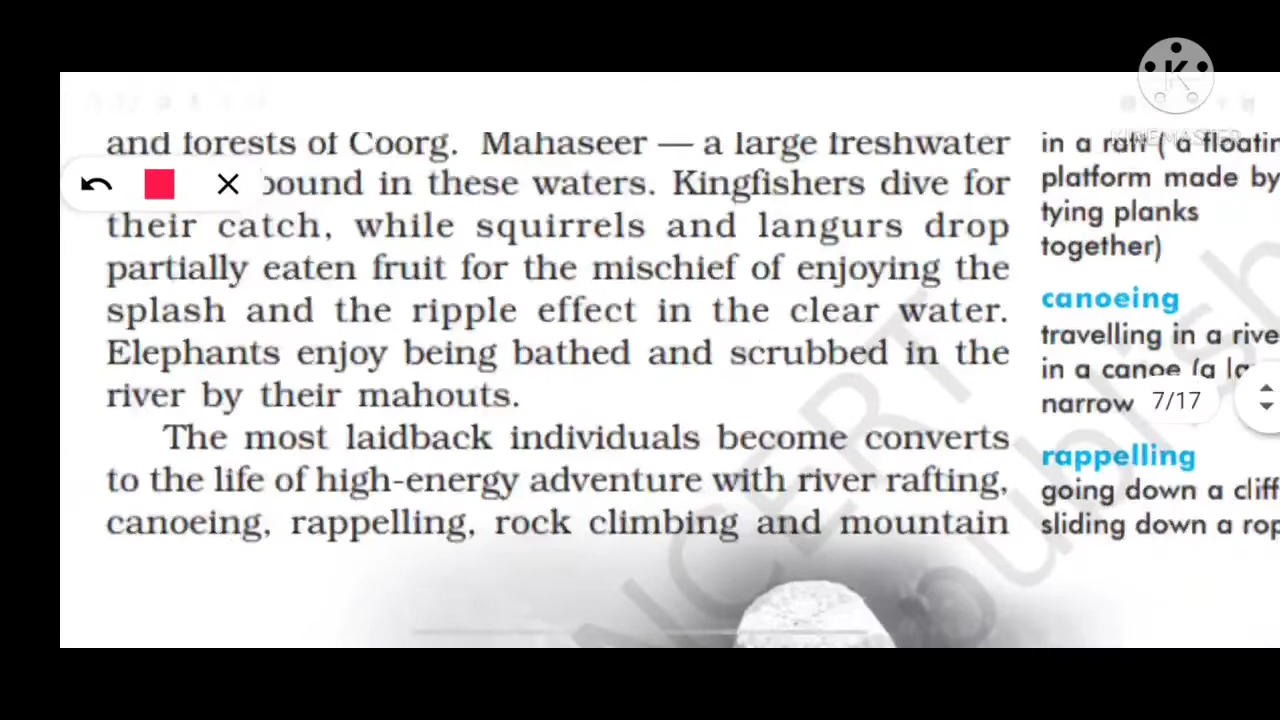 and forests of Coorg. Mahaseer — a large freshwater
bound in these waters. Kingfishers dive for
their catch, while squirrels and langurs drop
partially eaten fruit for the mischief of enjoying the
splash and the ripple effect in the clear water.
Elephants enjoy being bathed and scrubbed in the
river by their mahouts.
The most laidback individuals become converts
to the life of high-energy adventure with river rafting,
canoeing, rappelling, rock climbing and mountain
in a raft ( a floatin
platform made by
tying planks
together)
canoeing
travelling in a rive
in a canoe (a la
narrow
7/17
rappelling
going down a cliff
sliding down a rop
KINEMASTER
NCERT
publish